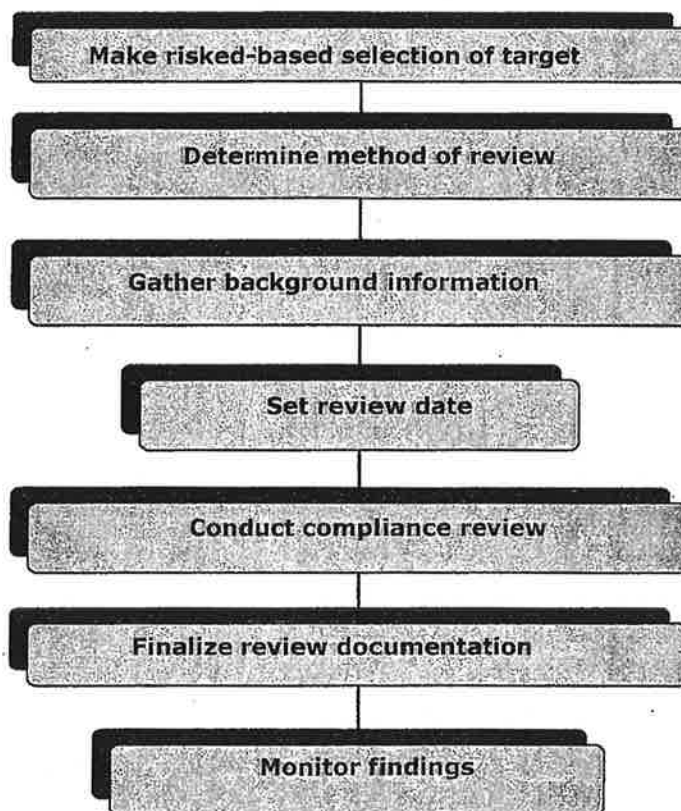 Make risked-based selection of target
Determine method of review
Gather background information
Set review date
Conduct compliance review
Finalize review documentation
Monitor findings